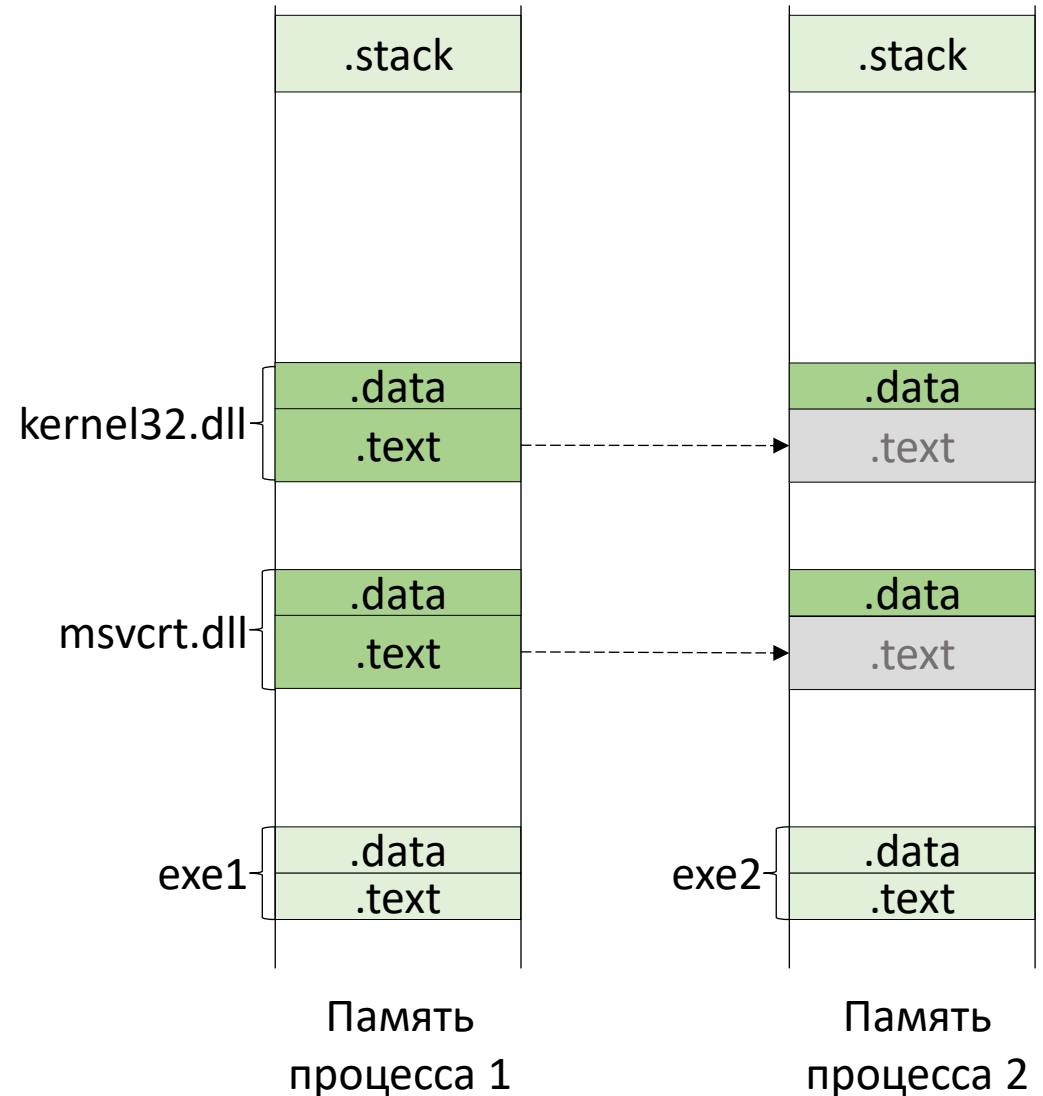 .stack
.stack
kernel32.dll
.data
.text
.data
.text
msvcrt.dll
.data
.text
.data
.text
exe1
.data
.text
exe2
.data
.text
Память
процесса 1
Память
процесса 2